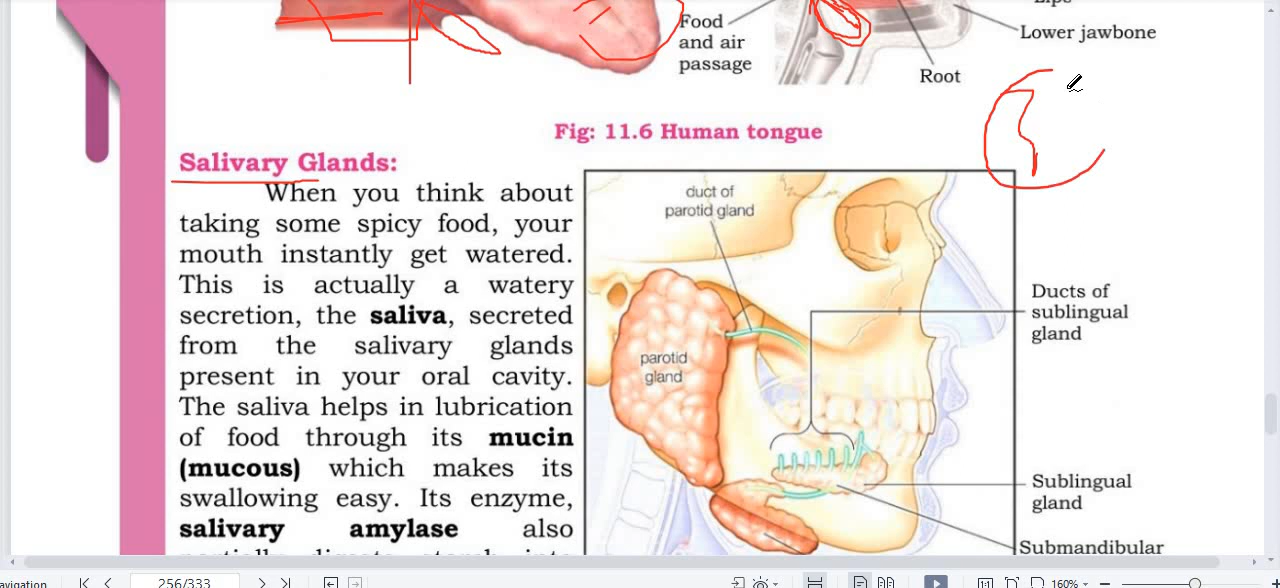 Food
and air
passage
Lower jawbone
Root
Fig: 11.6 Human tongue
Salivary Glands:
When you think about
taking some spicy food, your
mouth instantly get watered.
This is actually a watery
secretion, the saliva, secreted
from the salivary glands
present in your oral cavity.
The saliva helps in lubrication
of food through its mucin
(mucous) which makes its
swallowing easy. Its enzyme,
salivary amylase also
duct of
parotid gland
parotid
gland
Ducts of
sublingual
gland
Sublingual
gland
Submandibular
256/333
160%